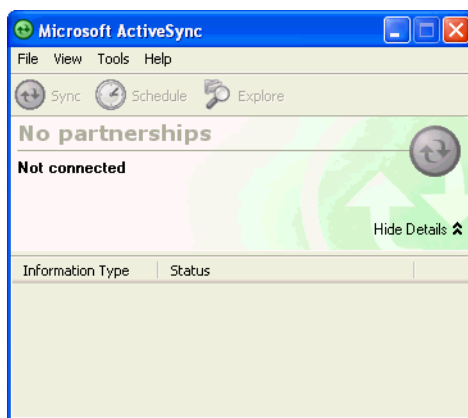 Microsoft ActiveSync
File View Tools Help
Sync Schedule Explore
No partnerships
Not connected
Hide Details
Information Type Status